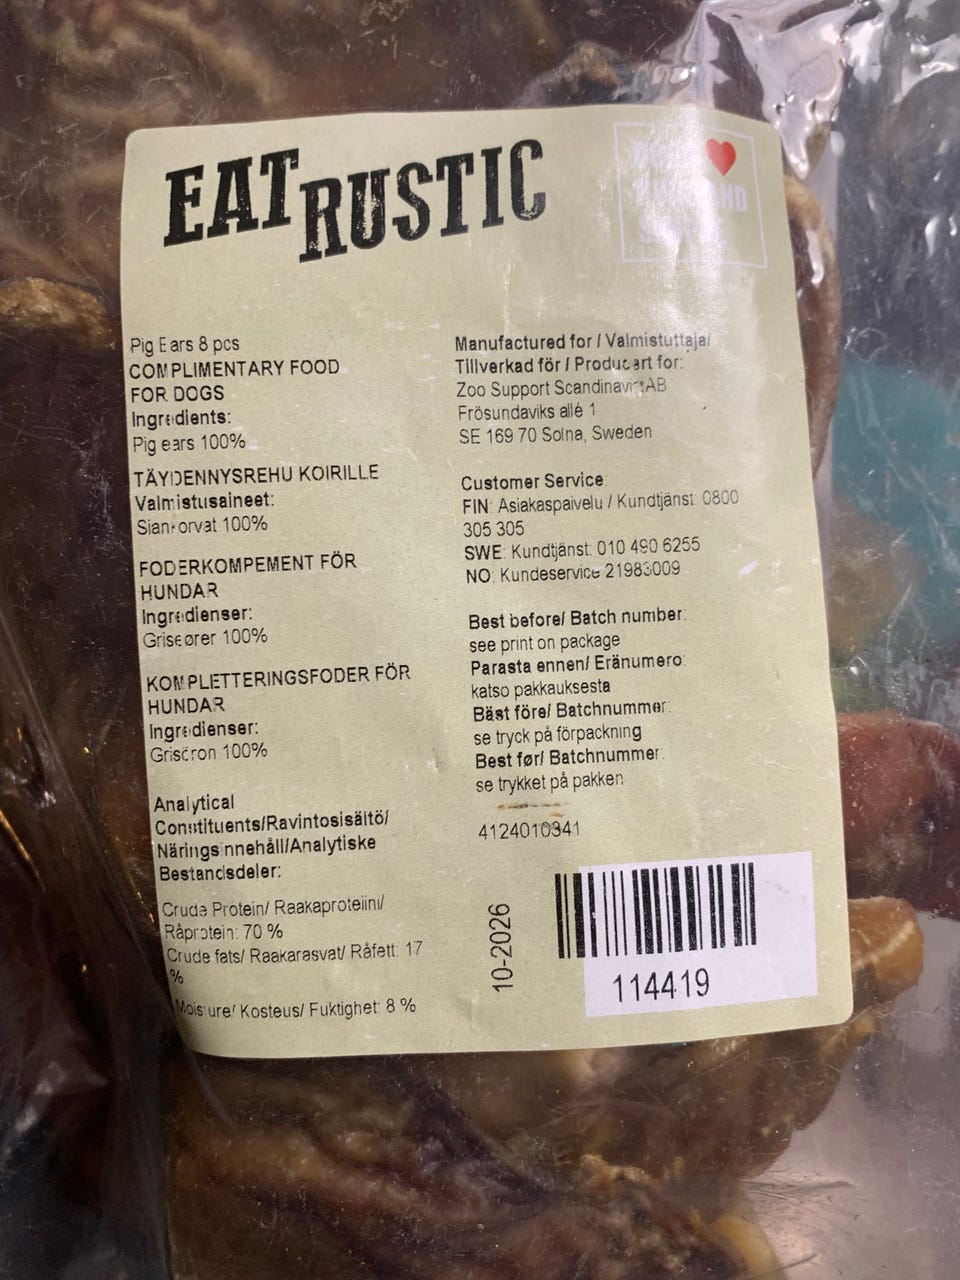 EAT RUSTIC
Pig Ears 8 pcs
COMPLIMENTARY FOOD
FOR DOGS
Ingredients:
Pig ears 100%
TÄYDENNYSREHU KOIRILLE
Valmistusaineet:
Siankorvat 100%
FODERKOMPEMENT FÖR
HUNDAR
Ingredienser:
Griseører 100%
KOMPLETTERINGSFODER FÖR
HUNDAR
Ingredienser:
Grisöron 100%
Analytical
Constituents/Ravintosisältö/
Näringsinnehåll/Analytiske
Bestandsdeler:
Crude Protein/ Raakaproteiini/
Råprotein: 70 %
Crude fats/ Raakarasvat/ Råfett: 17
%
Moisture/ Kosteus/ Fuktighet: 8 %
Manufactured for / Valmistuttaja/
Tillverkad för / Produsert for:
Zoo Support Scandinavia AB
Frösundaviks allé 1
SE 169 70 Solna, Sweden
Customer Service:
FIN: Asiakaspaivelu / Kundtjänst: 0800
305 305
SWE: Kundtjänst: 010 490 6255
NO: Kundeservice 21983009
Best before/ Batch number:
see print on package
Parasta ennen/ Eränumero:
katso pakkauksesta
Bäst före/ Batchnummer:
se tryck på förpackning
Best før/ Batchnummer:
se trykket på pakken
4124010341
10-2026
114419